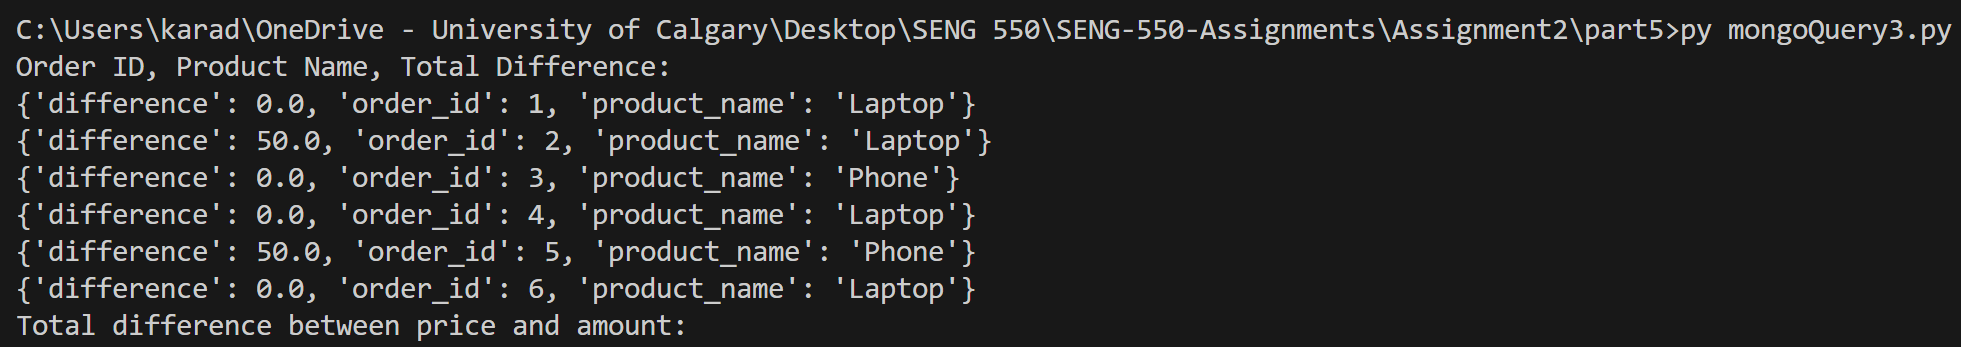 C:\Users\karad\OneDrive - University of Calgary\Desktop\SENG 550\SENG-550-Assignments\Assignment2\part5>py mongoQuery3.py
Order ID, Product Name, Total Difference:
{'difference': 0.0, 'order_id': 1, 'product_name': 'Laptop'}
{'difference': 50.0, 'order_id': 2, 'product_name': 'Laptop'}
{'difference': 0.0, 'order_id': 3, 'product_name': 'Phone'}
{'difference': 0.0, 'order_id': 4, 'product_name': 'Laptop'}
{'difference': 50.0, 'order_id': 5, 'product_name': 'Phone'}
{'difference': 0.0, 'order_id': 6, 'product_name': 'Laptop'}
Total difference between price and amount: